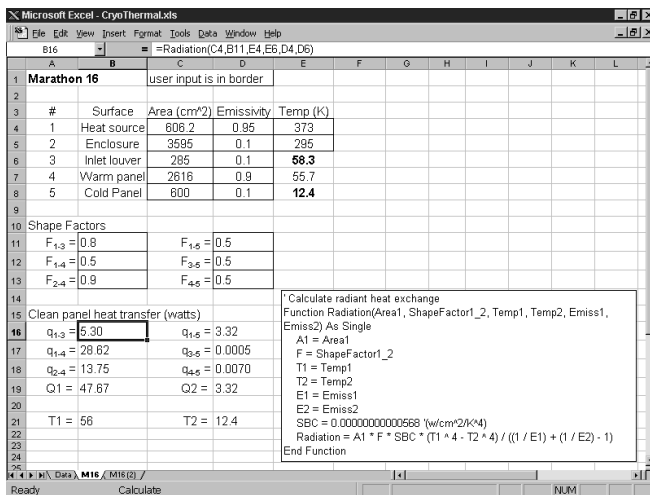 Microsoft Excel - CryoThermal.xls
File Edit View Insert Format Tools Data Window Help
B16 = =Radiation(C4,B11,E4,E6,D4,D6)
A B C D E F G H I J K L
1 Marathon 16 user input is in border
2
3 # Surface Area (cm^2) Emissivity Temp (K)
4 1 Heat source 606.2 0.95 373
5 2 Enclosure 3595 0.1 295
6 3 Inlet louver 285 0.1 58.3
7 4 Warm panel 2616 0.9 55.7
8 5 Cold Panel 600 0.1 12.4
9
10 Shape Factors
11 F1-3 = 0.8 F1-5 = 0.5
12 F1-4 = 0.5 F3-5 = 0.5
13 F2-4 = 0.9 F4-5 = 0.5
14
15 Clean panel heat transfer (watts)
16 q1-3 = 5.30 q1-5 = 3.32
17 q1-4 = 28.62 q3-5 = 0.0005
18 q2-4 = 13.75 q4-5 = 0.0070
19 Q1 = 47.67 Q2 = 3.32
20
21 T1 = 56 T2 = 12.4
22
23
24
25
' Calculate radiant heat exchange
Function Radiation(Area1, ShapeFactor1_2, Temp1, Temp2, Emiss1,
Emiss2) As Single
A1 = Area1
F = ShapeFactor1_2
T1 = Temp1
T2 = Temp2
E1 = Emiss1
E2 = Emiss2
SBC = 0.00000000000568 '(w/cm^2/K^4)
Radiation = A1 * F * SBC * (T1 ^ 4 - T2 ^ 4) / ((1 / E1) + (1 / E2) - 1)
End Function
Data M16 M16 (2)
Ready Calculate NUM